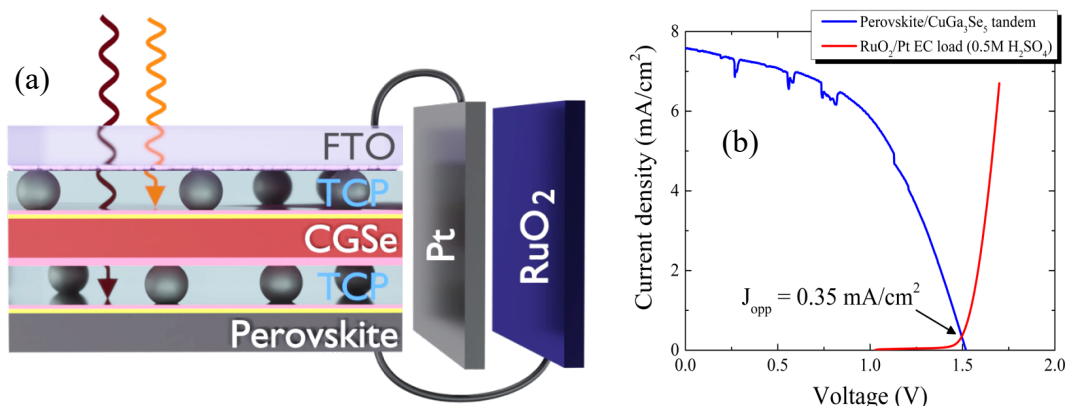 (a)
FTO
TCP
CGSe
TCP
Perovskite
Pt
RuO₂
Perovskite/CuGa₃Se₅ tandem
RuO₂/Pt EC load (0.5M H₂SO₄)
(b)
J_opp = 0.35 mA/cm²
Current density (mA/cm²)
8
6
4
2
0
0.0 0.5 1.0 1.5 2.0
Voltage (V)